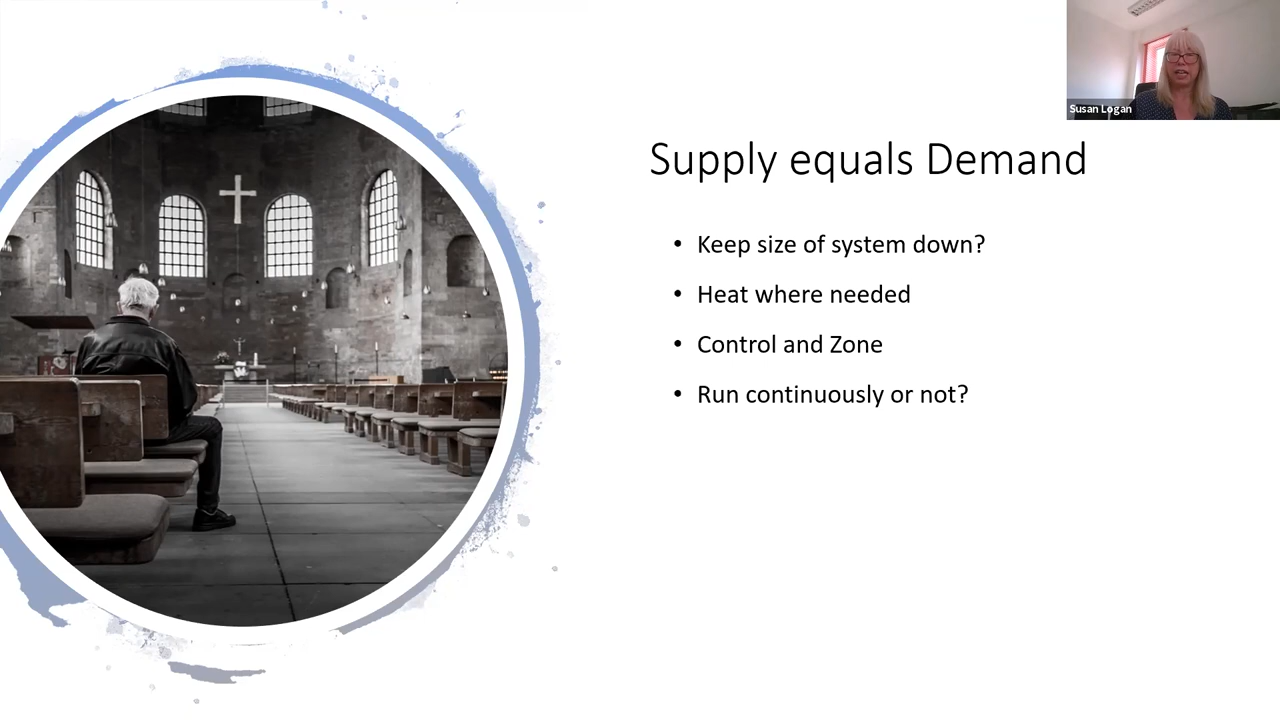 Susan Logan
Supply equals Demand
• Keep size of system down?
• Heat where needed
• Control and Zone
• Run continuously or not?